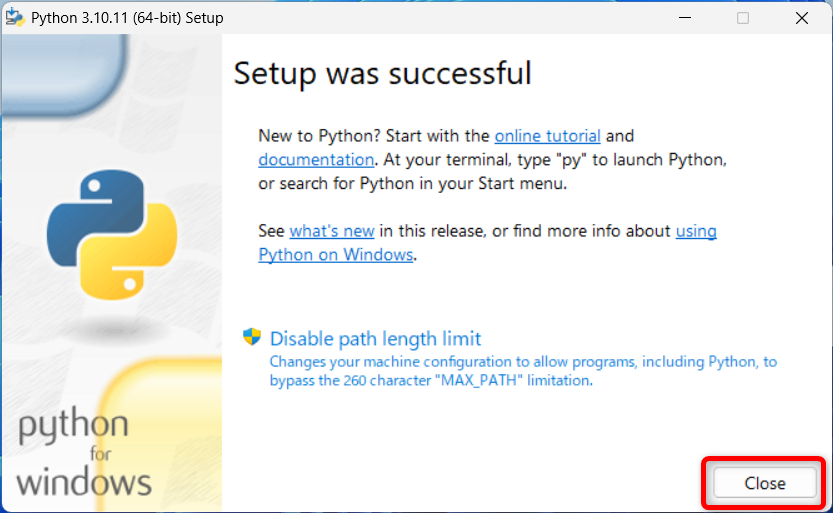 Python 3.10.11 (64-bit) Setup
Setup was successful
New to Python? Start with the online tutorial and
documentation. At your terminal, type "py" to launch Python,
or search for Python in your Start menu.
See what's new in this release, or find more info about using
Python on Windows.
Disable path length limit
Changes your machine configuration to allow programs, including Python, to
bypass the 260 character "MAX_PATH" limitation.
python
for
windows
Close